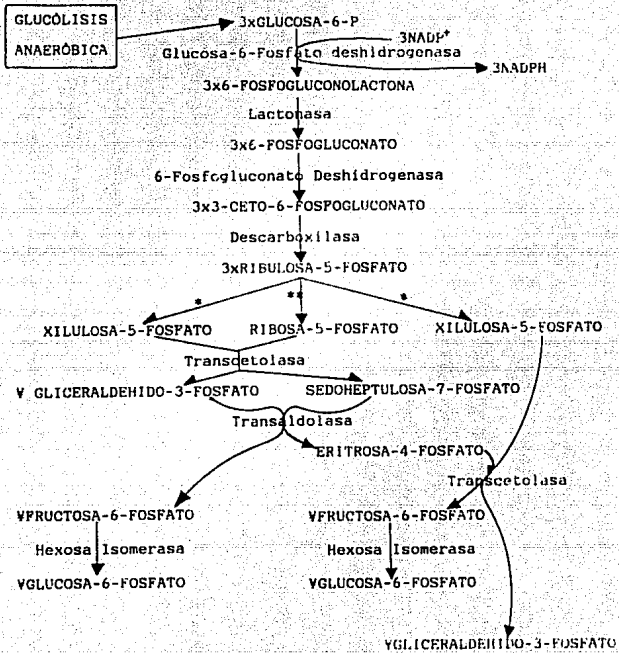 GLUCÓLISIS
ANAERÓBICA
3xGLUCOSA-6-P
3NADP+
Glucosa-6-Fosfato deshidrogenasa
3NADPH
3x6-FOSFOGLUCONOLACTONA
Lactonasa
3x6-FOSFOGLUCONATO
6-Fosfogluconato Deshidrogenasa
3x3-CETO-6-FOSFOGLUCONATO
Descarboxilasa
3xRIBULOSA-5-FOSFATO
* ** *
XILULOSA-5-FOSFATO RIBOSA-5-FOSFATO XILULOSA-5-FOSFATO
Transcetolasa
¥ GLICERALDEHIDO-3-FOSFATO SEDOHEPTULOSA-7-FOSFATO
Transaldolasa
ERITROSA-4-FOSFATO
Transcetolasa
¥FRUCTOSA-6-FOSFATO ¥FRUCTOSA-6-FOSFATO
Hexosa Isomerasa Hexosa Isomerasa
¥GLUCOSA-6-FOSFATO ¥GLUCOSA-6-FOSFATO
¥GLICERALDEHIDO-3-FOSFATO